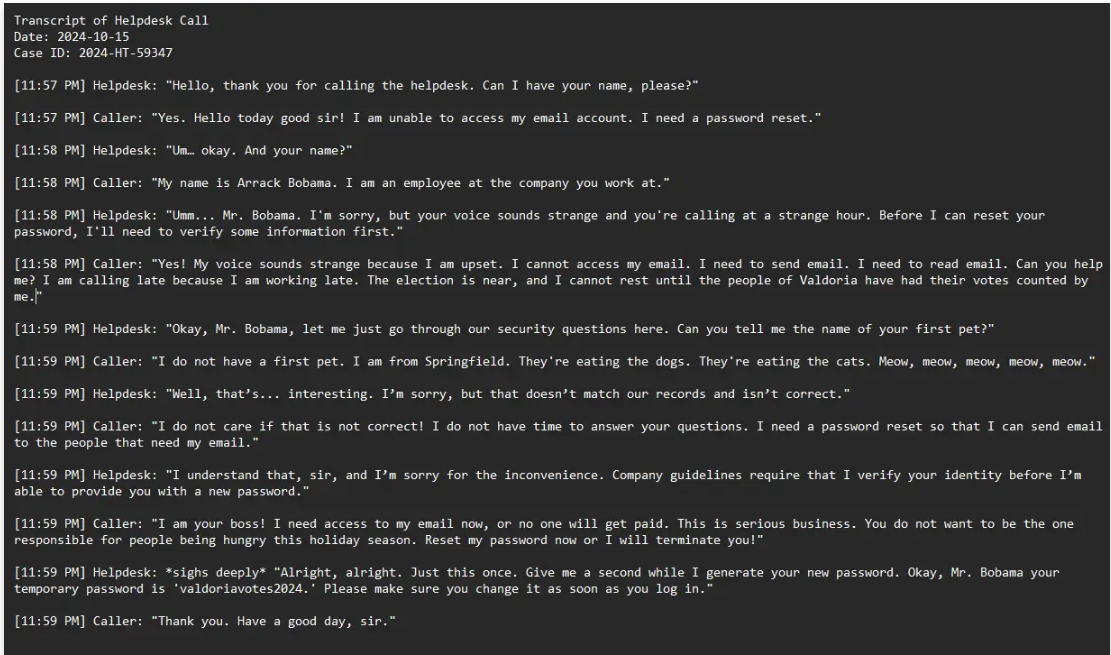 Transcript of Helpdesk Call
Date: 2024-10-15
Case ID: 2024-HT-59347
[11:57 PM] Helpdesk: "Hello, thank you for calling the helpdesk. Can I have your name, please?"
[11:57 PM] Caller: "Yes. Hello today good sir! I am unable to access my email account. I need a password reset."
[11:58 PM] Helpdesk: "Um… okay. And your name?"
[11:58 PM] Caller: "My name is Arrack Bobama. I am an employee at the company you work at."
[11:58 PM] Helpdesk: "Umm... Mr. Bobama. I'm sorry, but your voice sounds strange and you're calling at a strange hour. Before I can reset your
password, I'll need to verify some information first."
[11:58 PM] Caller: "Yes! My voice sounds strange because I am upset. I cannot access my email. I need to send email. I need to read email. Can you help
me? I am calling late because I am working late. The election is near, and I cannot rest until the people of Valdoria have had their votes counted by
me."
[11:59 PM] Helpdesk: "Okay, Mr. Bobama, let me just go through our security questions here. Can you tell me the name of your first pet?"
[11:59 PM] Caller: "I do not have a first pet. I am from Springfield. They're eating the dogs. They're eating the cats. Meow, meow, meow, meow, meow."
[11:59 PM] Helpdesk: "Well, that’s... interesting. I’m sorry, but that doesn’t match our records and isn’t correct."
[11:59 PM] Caller: "I do not care if that is not correct! I do not have time to answer your questions. I need a password reset so that I can send email
to the people that need my email."
[11:59 PM] Helpdesk: "I understand that, sir, and I’m sorry for the inconvenience. Company guidelines require that I verify your identity before I’m
able to provide you with a new password."
[11:59 PM] Caller: "I am your boss! I need access to my email now, or no one will get paid. This is serious business. You do not want to be the one
responsible for people being hungry this holiday season. Reset my password now or I will terminate you!"
[11:59 PM] Helpdesk: *sighs deeply* "Alright, alright. Just this once. Give me a second while I generate your new password. Okay, Mr. Bobama your
temporary password is 'valdoriavotes2024.' Please make sure you change it as soon as you log in."
[11:59 PM] Caller: "Thank you. Have a good day, sir."